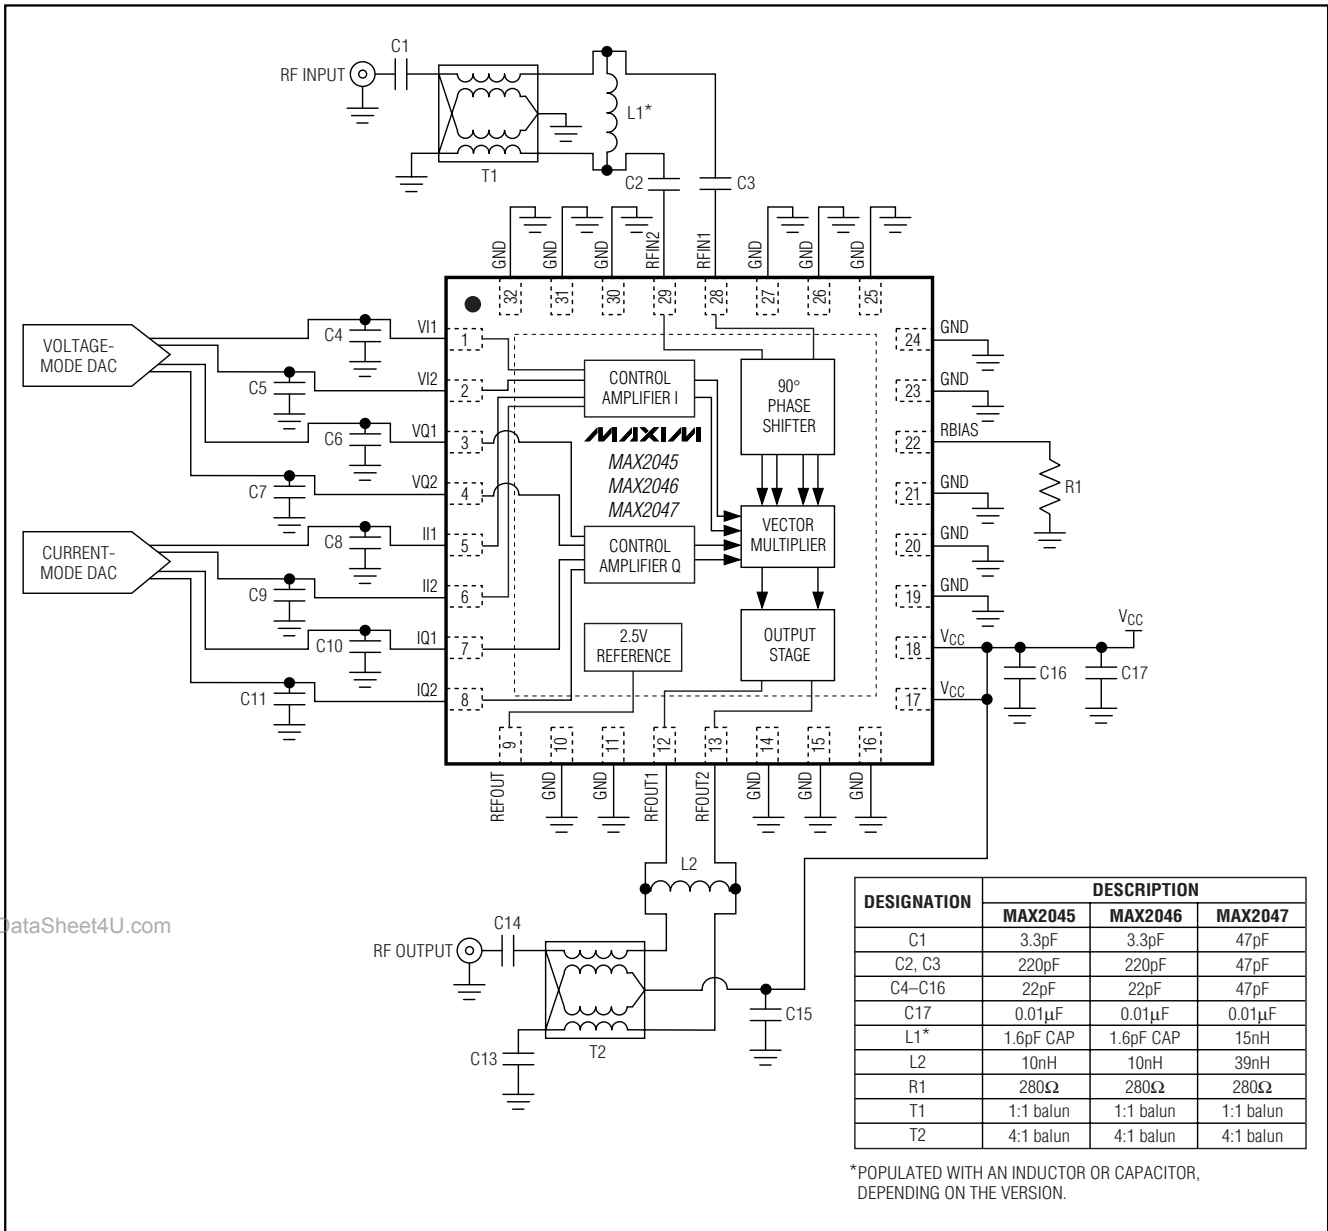 C1
RF INPUT
L1*
T1
C2
C3
GND
GND
GND
RFIN2
RFIN1
GND
GND
GND
32
31
30
29
28
27
26
25
VOLTAGE-
MODE DAC
C4
VI1
1
C5
VI2
2
C6
VQ1
3
C7
VQ2
4
CURRENT-
MODE DAC
C8
II1
5
C9
II2
6
C10
IQ1
7
C11
IQ2
8
CONTROL
AMPLIFIER I
MAXIM
MAX2045
MAX2046
MAX2047
CONTROL
AMPLIFIER Q
2.5V
REFERENCE
90°
PHASE
SHIFTER
VECTOR
MULTIPLIER
OUTPUT
STAGE
24
GND
23
GND
22
RBIAS
R1
21
GND
20
GND
19
GND
18
VCC
VCC
17
VCC
C16
C17
9
10
11
12
13
14
15
16
REFOUT
GND
GND
RFOUT1
RFOUT2
GND
GND
GND
L2
C14
RF OUTPUT
T2
C13
C15
DataSheet4U.com
DESIGNATION DESCRIPTION
MAX2045 MAX2046 MAX2047
C1 3.3pF 3.3pF 47pF
C2, C3 220pF 220pF 47pF
C4–C16 22pF 22pF 47pF
C17 0.01µF 0.01µF 0.01µF
L1* 1.6pF CAP 1.6pF CAP 15nH
L2 10nH 10nH 39nH
R1 280Ω 280Ω 280Ω
T1 1:1 balun 1:1 balun 1:1 balun
T2 4:1 balun 4:1 balun 4:1 balun
*POPULATED WITH AN INDUCTOR OR CAPACITOR,
DEPENDING ON THE VERSION.